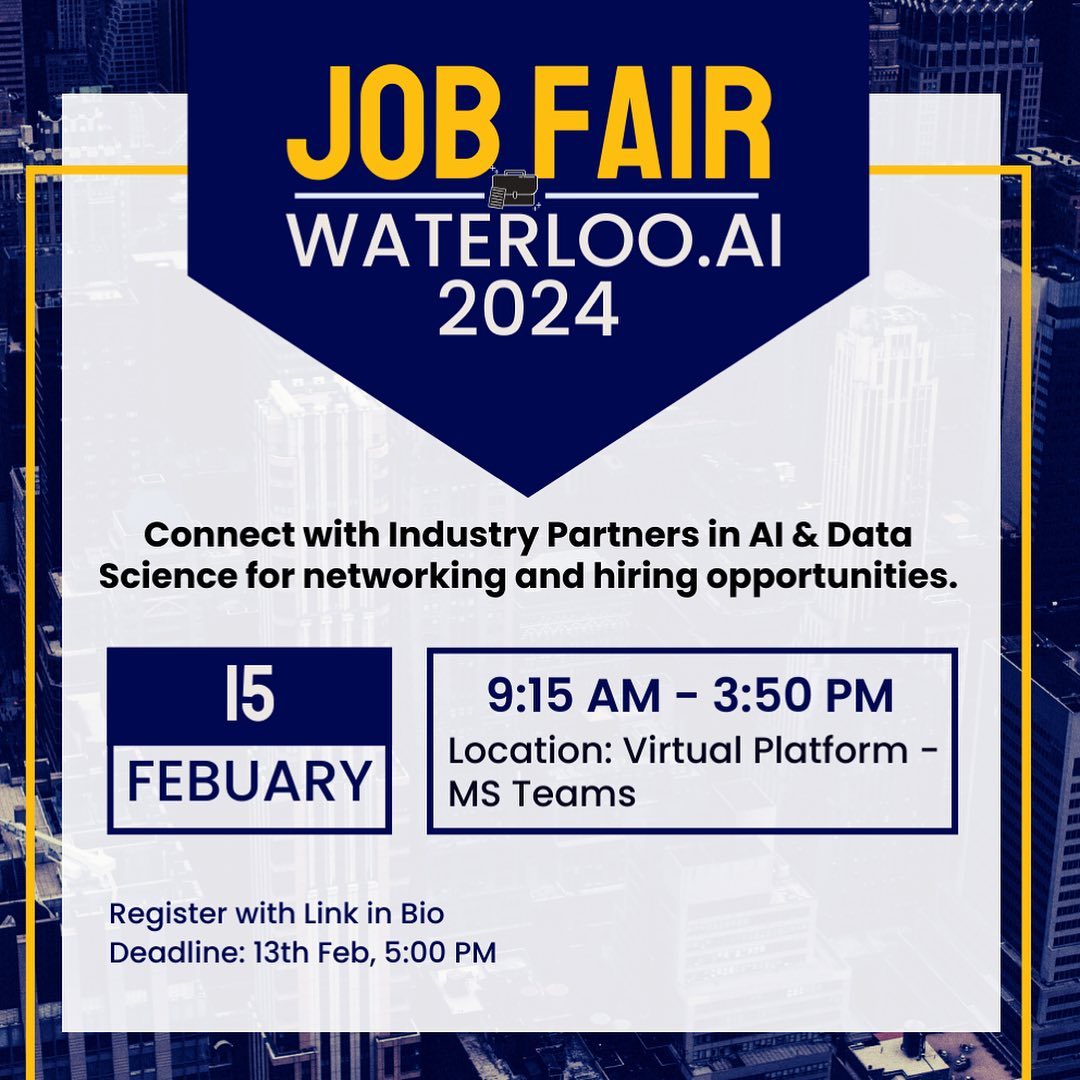 JOB FAIR
WATERLOO.AI
2024
Connect with Industry Partners in AI & Data
Science for networking and hiring opportunities.
15
FEBUARY
9:15 AM - 3:50 PM
Location: Virtual Platform -
MS Teams
Register with Link in Bio
Deadline: 13th Feb, 5:00 PM